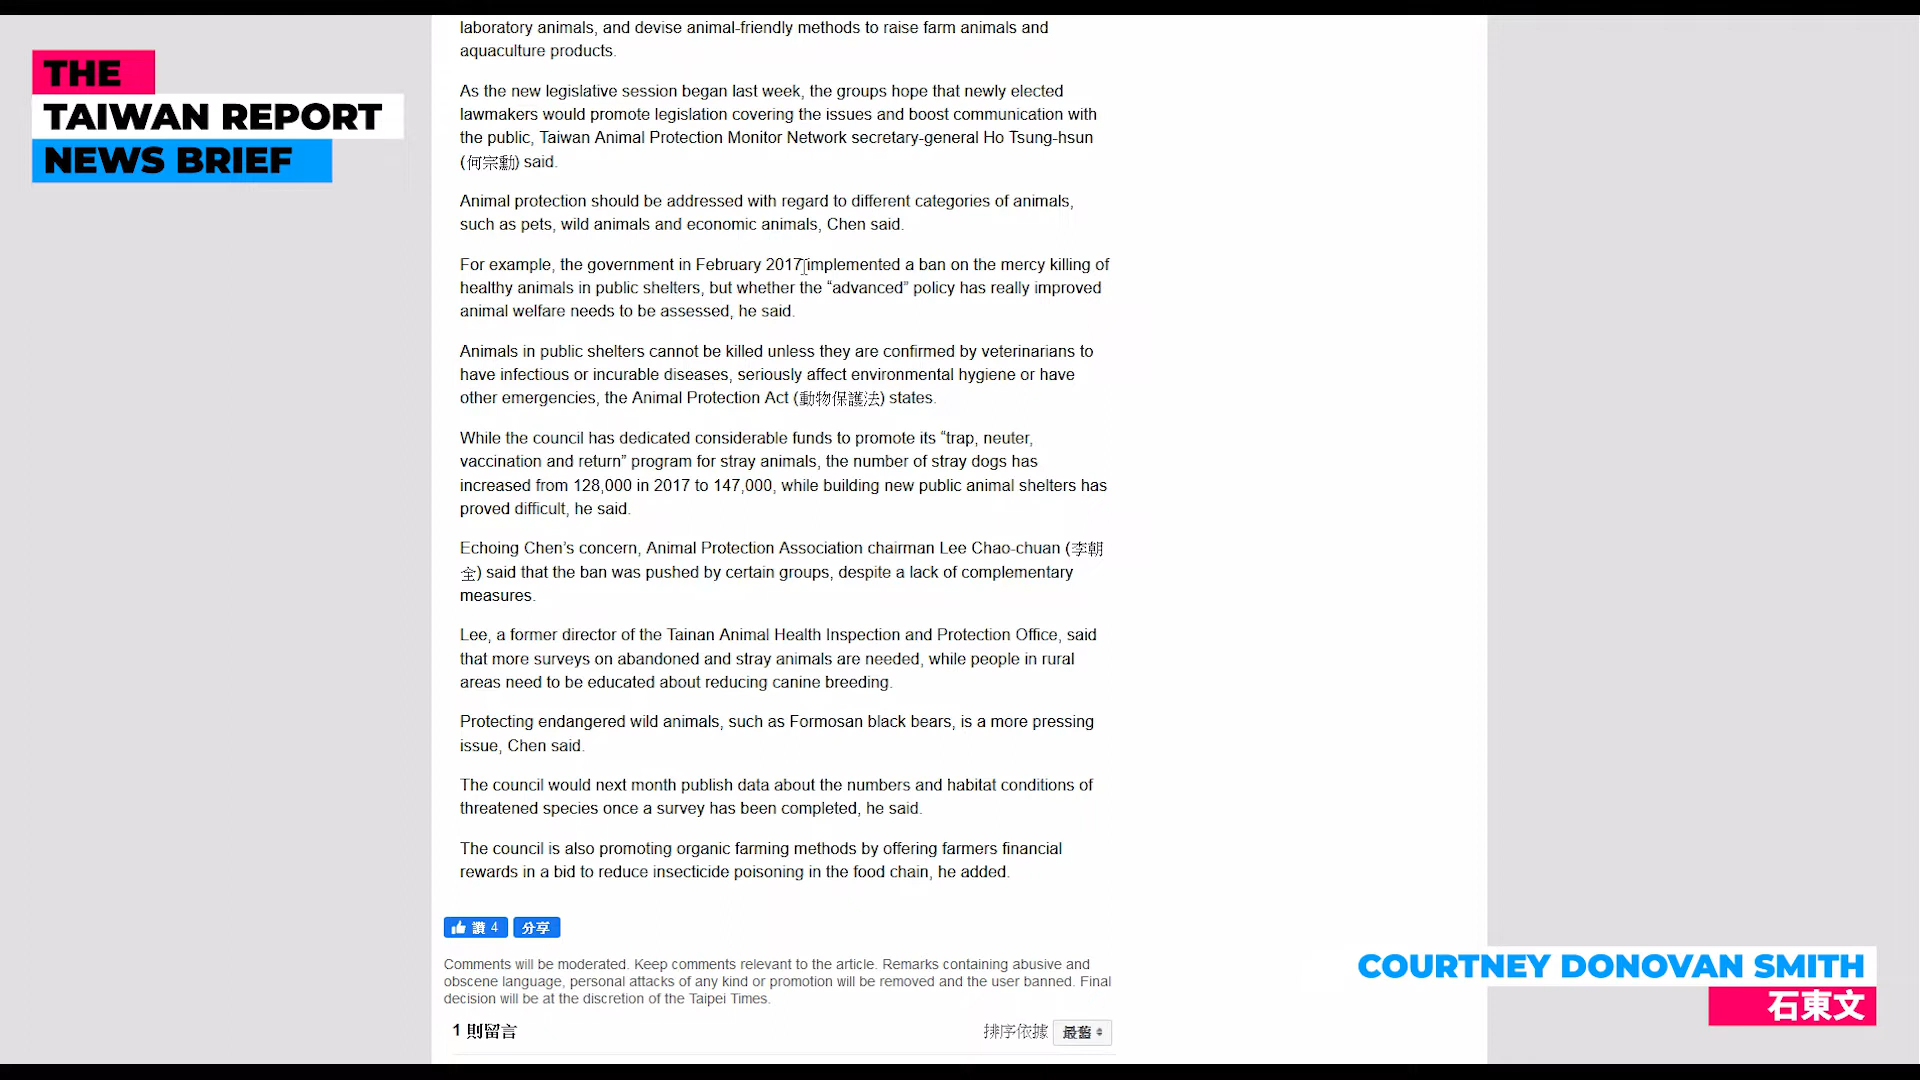 THE
TAIWAN REPORT
NEWS BRIEF
laboratory animals, and devise animal-friendly methods to raise farm animals and
aquaculture products.
As the new legislative session began last week, the groups hope that newly elected
lawmakers would promote legislation covering the issues and boost communication with
the public, Taiwan Animal Protection Monitor Network secretary-general Ho Tsung-hsun
(何宗勳) said.
Animal protection should be addressed with regard to different categories of animals,
such as pets, wild animals and economic animals, Chen said.
For example, the government in February 2017 implemented a ban on the mercy killing of
healthy animals in public shelters, but whether the “advanced” policy has really improved
animal welfare needs to be assessed, he said.
Animals in public shelters cannot be killed unless they are confirmed by veterinarians to
have infectious or incurable diseases, seriously affect environmental hygiene or have
other emergencies, the Animal Protection Act (動物保護法) states.
While the council has dedicated considerable funds to promote its “trap, neuter,
vaccination and return” program for stray animals, the number of stray dogs has
increased from 128,000 in 2017 to 147,000, while building new public animal shelters has
proved difficult, he said.
Echoing Chen’s concern, Animal Protection Association chairman Lee Chao-chuan (李朝
全) said that the ban was pushed by certain groups, despite a lack of complementary
measures.
Lee, a former director of the Tainan Animal Health Inspection and Protection Office, said
that more surveys on abandoned and stray animals are needed, while people in rural
areas need to be educated about reducing canine breeding.
Protecting endangered wild animals, such as Formosan black bears, is a more pressing
issue, Chen said.
The council would next month publish data about the numbers and habitat conditions of
threatened species once a survey has been completed, he said.
The council is also promoting organic farming methods by offering farmers financial
rewards in a bid to reduce insecticide poisoning in the food chain, he added.
讚 4 分享
Comments will be moderated. Keep comments relevant to the article. Remarks containing abusive and
obscene language, personal attacks of any kind or promotion will be removed and the user banned. Final
decision will be at the discretion of the Taipei Times.
1 則留言 排序依據 最舊
COURTNEY DONOVAN SMITH
石東文